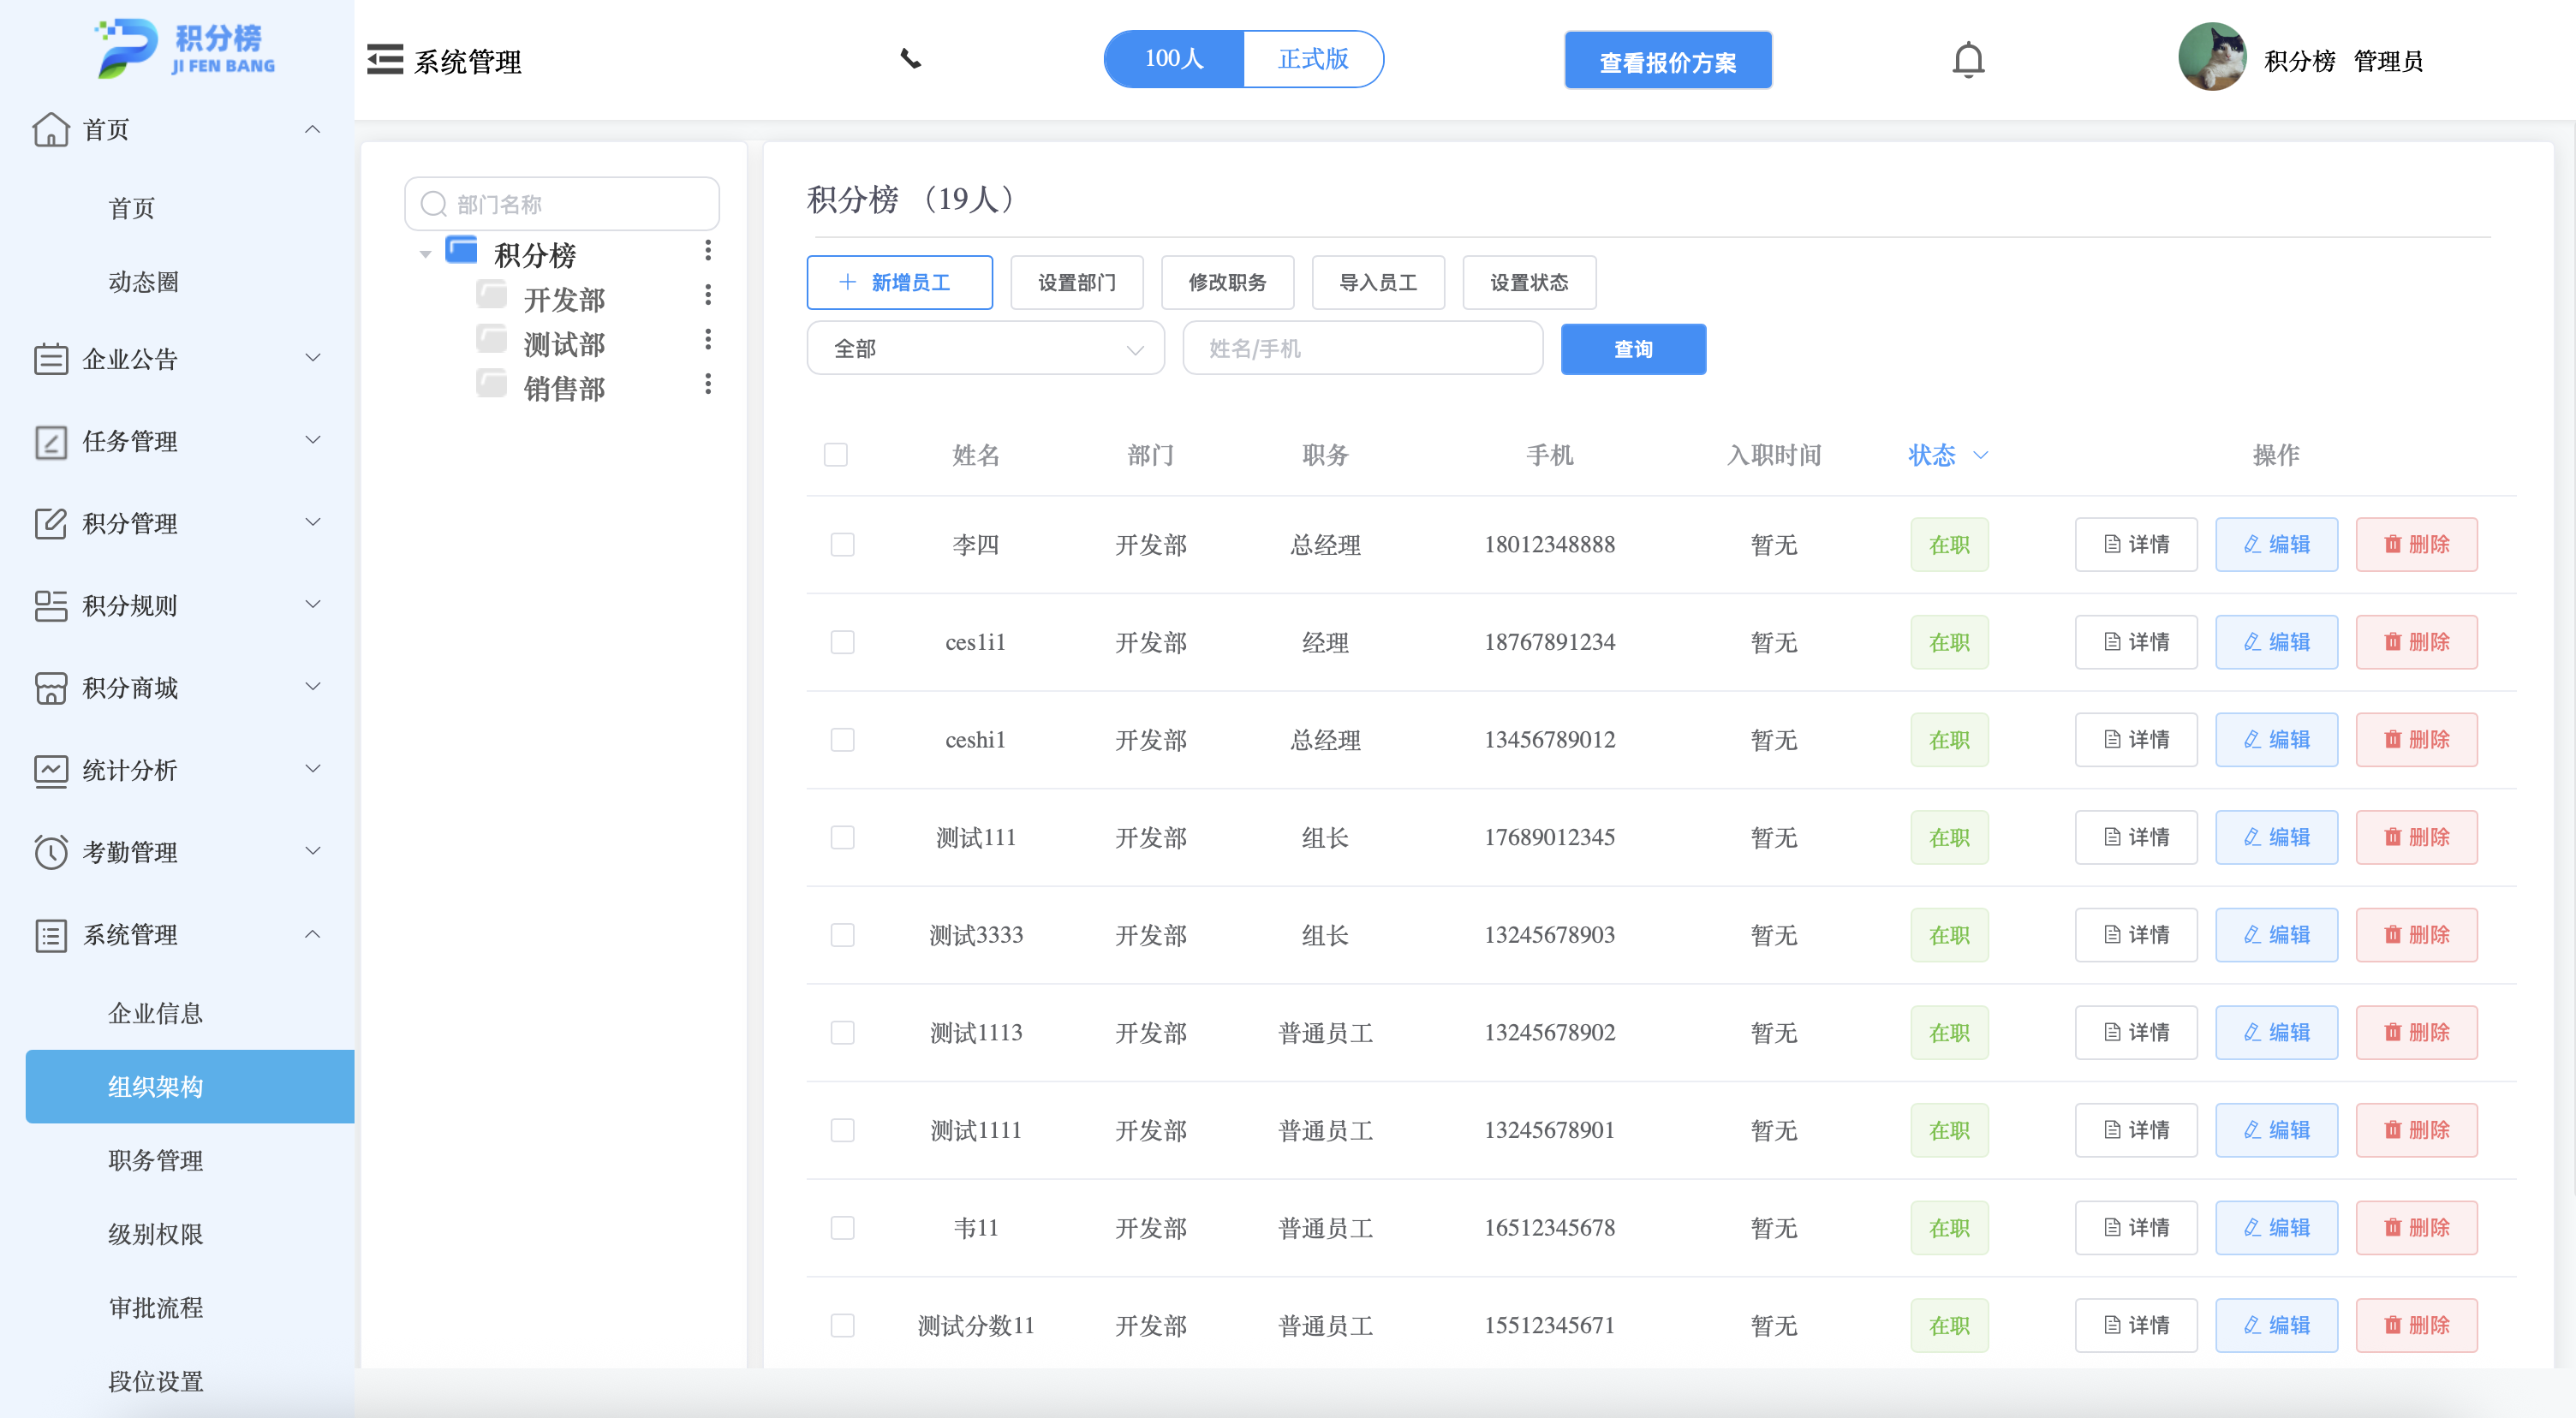 积分榜
JI FEN BANG
系统管理
100人 正式版
查看报价方案
积分榜 管理员
首页
首页
动态圈
企业公告
任务管理
积分管理
积分规则
积分商城
统计分析
考勤管理
系统管理
企业信息
组织架构
职务管理
级别权限
审批流程
段位设置
部门名称
积分榜
开发部
测试部
销售部
积分榜 （19人）
新增员工 设置部门 修改职务 导入员工 设置状态
全部 姓名/手机 查询
姓名 部门 职务 手机 入职时间 状态 操作
李四 开发部 总经理 18012348888 暂无 在职 详情 编辑 删除
ces1i1 开发部 经理 18767891234 暂无 在职 详情 编辑 删除
ceshi1 开发部 总经理 13456789012 暂无 在职 详情 编辑 删除
测试111 开发部 组长 17689012345 暂无 在职 详情 编辑 删除
测试3333 开发部 组长 13245678903 暂无 在职 详情 编辑 删除
测试1113 开发部 普通员工 13245678902 暂无 在职 详情 编辑 删除
测试1111 开发部 普通员工 13245678901 暂无 在职 详情 编辑 删除
韦11 开发部 普通员工 16512345678 暂无 在职 详情 编辑 删除
测试分数11 开发部 普通员工 15512345671 暂无 在职 详情 编辑 删除